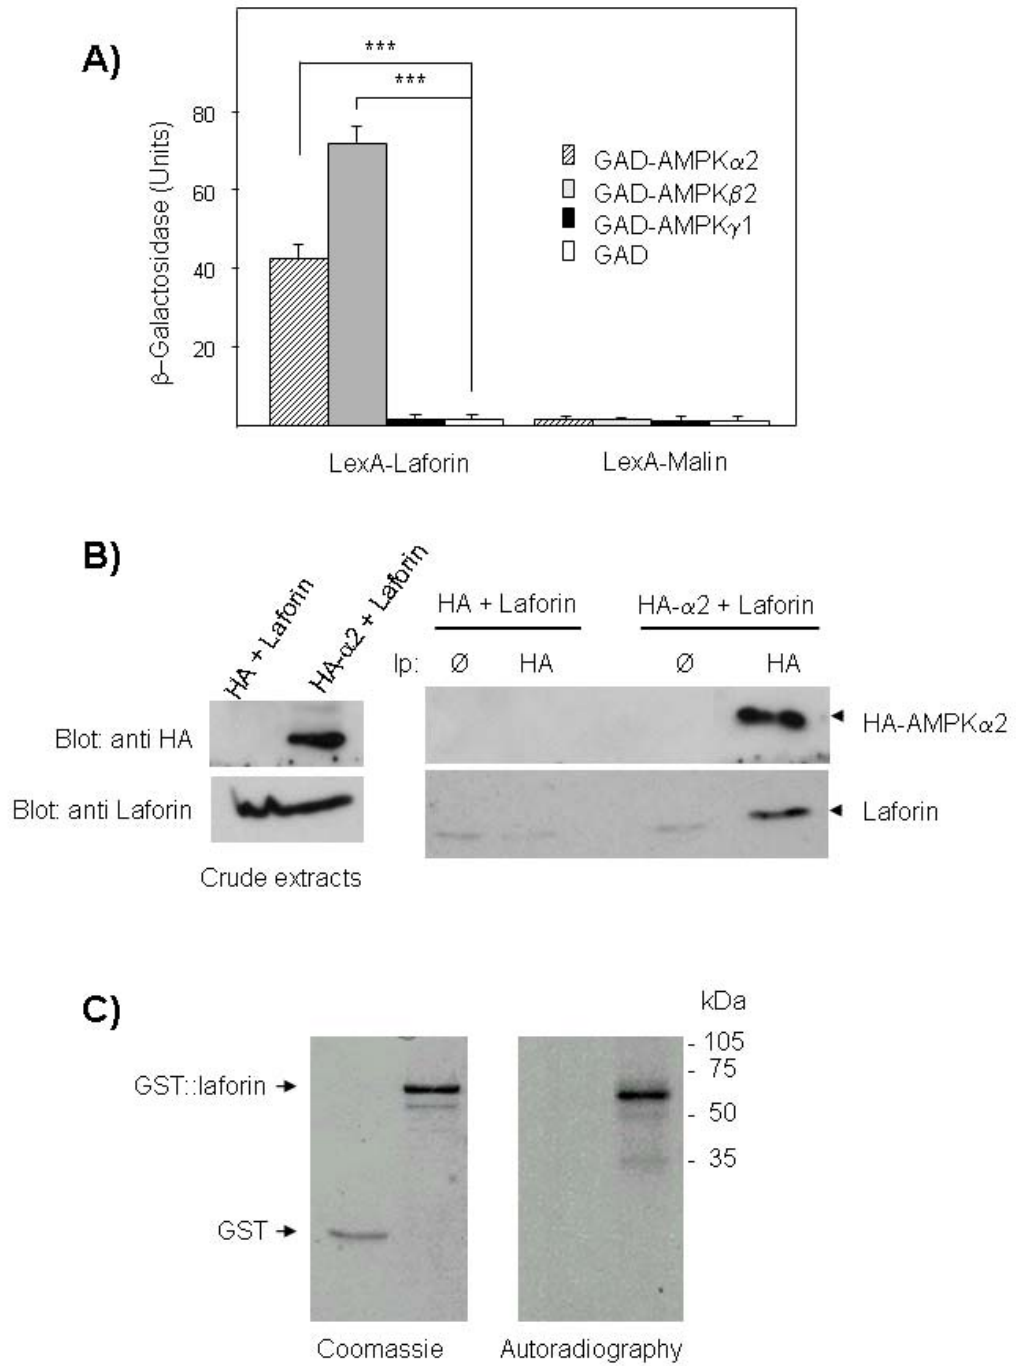 A)
***
***
β–Galactosidase (Units)
80
60
40
20
GAD-AMPKα2
GAD-AMPKβ2
GAD-AMPKγ1
GAD
LexA-Laforin
LexA-Malin
B)
HA + Laforin
HA-α2 + Laforin
HA + Laforin
HA-α2 + Laforin
Ip: Ø HA Ø HA
Blot: anti HA
HA-AMPKα2
Blot: anti Laforin
Laforin
Crude extracts
C)
kDa
- 105
- 75
- 50
- 35
GST::laforin
GST
Coomassie
Autoradiography